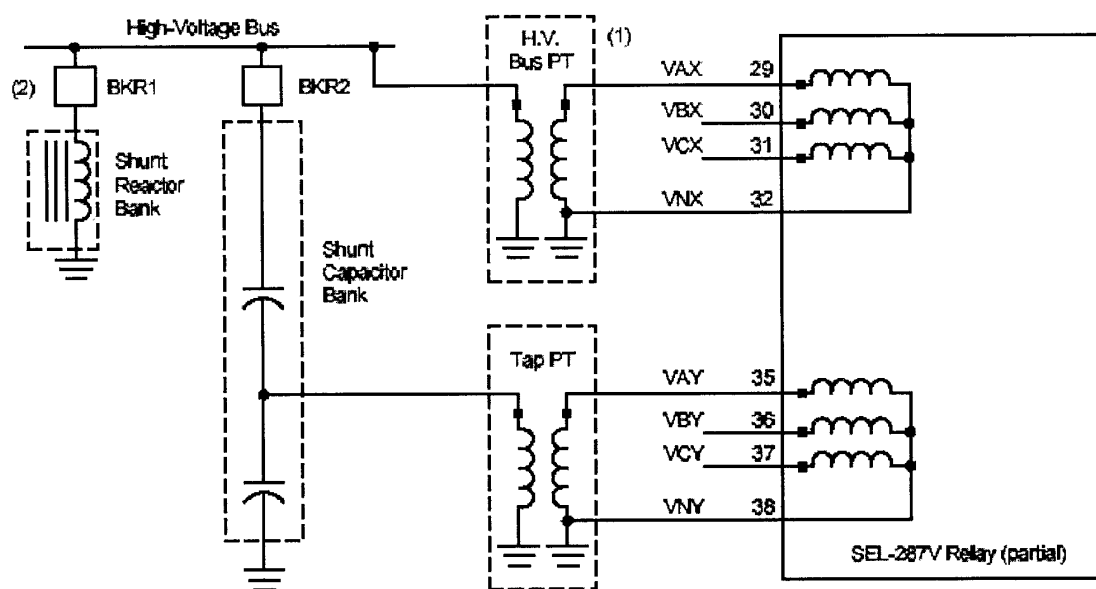 High-Voltage Bus
(2)
BKR1
BKR2
Shunt
Reactor
Bank
Shunt
Capacitor
Bank
H.V.
Bus PT
(1)
VAX 29
VBX 30
VCX 31
VNX 32
Tap PT
VAY 35
VBY 36
VCY 37
VNY 38
SEL-287V Relay (partial)